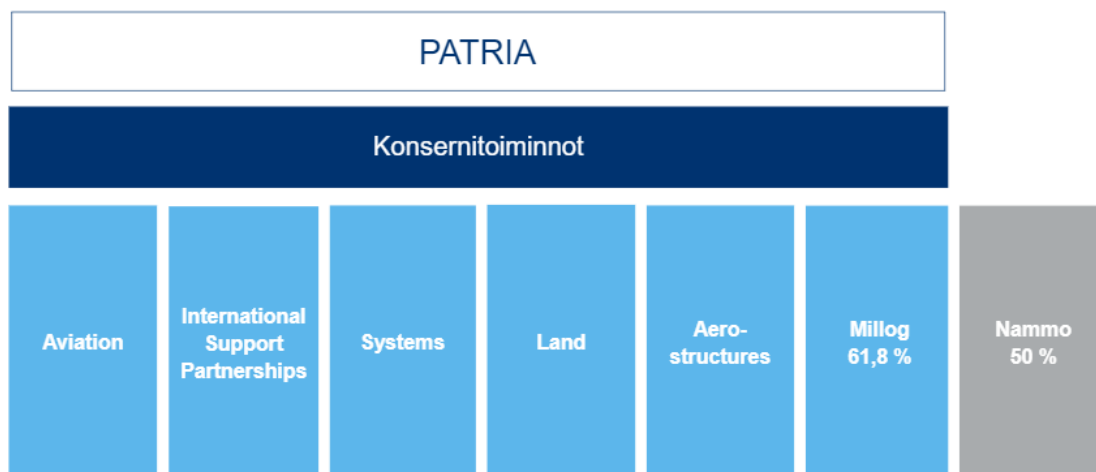 PATRIA
Konsernitoiminnot
Aviation
International
Support
Partnerships
Systems
Land
Aero-
structures
Millog
61,8 %
Nammo
50 %